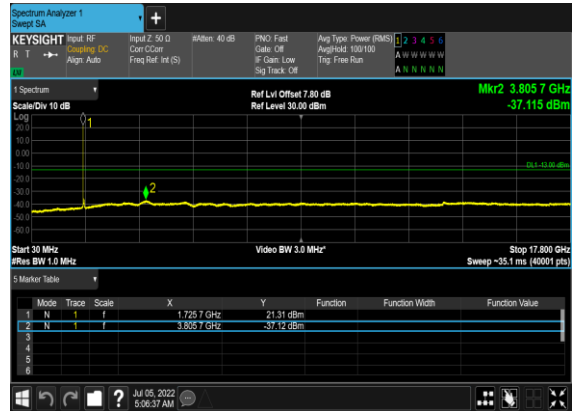 Spectrum Analyzer 1
Swept SA
+
KEYSIGHT Input: RF Input Z: 50 Ω #Atten: 40 dB PNO: Fast Avg Type: Power (RMS) 1 2 3 4 5 6
R T Coupling: DC Corr CCorr Gate: Off Avg|Hold: 100/100 A W W W W W
Align: Auto Freq Ref: Int (S) IF Gain: Low Trig: Free Run A N N N N N
Sig Track: Off
1 Spectrum Ref Lvl Offset 7.80 dB Mkr2 3.805 7 GHz
Scale/Div 10 dB Ref Level 30.00 dBm -37.115 dBm
Log
20.0 1
10.0
0.00
-10.0 DL1 -13.00 dBm
-20.0
-30.0 2
-40.0
-50.0
-60.0
Start 30 MHz Video BW 3.0 MHz* Stop 17.800 GHz
#Res BW 1.0 MHz Sweep ~35.1 ms (40001 pts)
5 Marker Table
Mode Trace Scale X Y Function Function Width Function Value
1 N 1 f 1.725 7 GHz 21.31 dBm
2 N 1 f 3.805 7 GHz -37.12 dBm
3
4
5
6
? Jul 05, 2022
5:06:37 AM